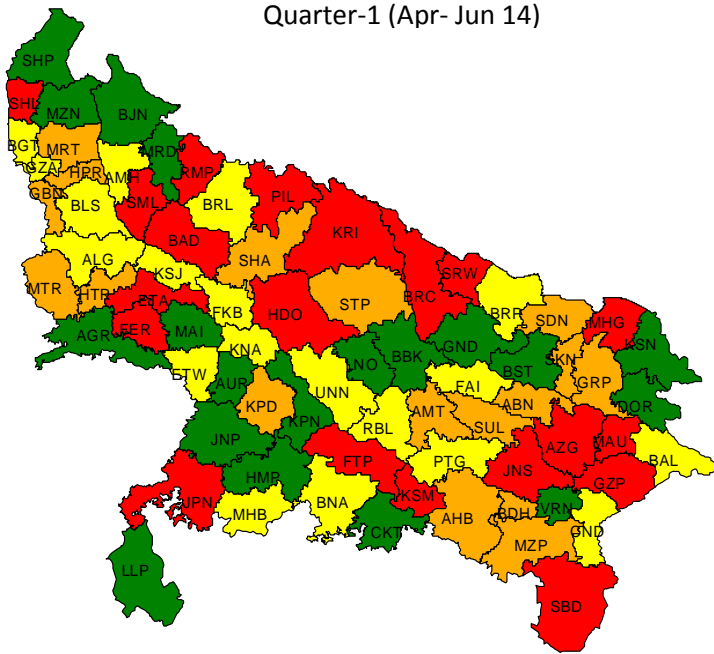 Quarter-1 (Apr- Jun 14)
SHP
SHL
MZN
BJN
BGT
MRT
MRD
GZA
HPR
AMH
RMP
GBN
BLS
SML
BRL
PIL
BAD
KRI
ALG
KSJ
SHA
SRW
MTR
HTR
ETA
BRC
STP
BRP
FKB
HDO
SDN
MHG
AGR
FER
MAI
KSN
KNA
LNO
BBK
GND
SKN
ETW
BST
GRP
AUR
UNN
FAI
KPD
ABN
DOR
KPN
AMT
RBL
SUL
JNP
AZG
MAU
FTP
PTG
BAL
JNS
HMP
GZP
JPN
MHB
BNA
KSM
AHB
BDH
VRN
CKT
GND
MZP
LLP
SBD